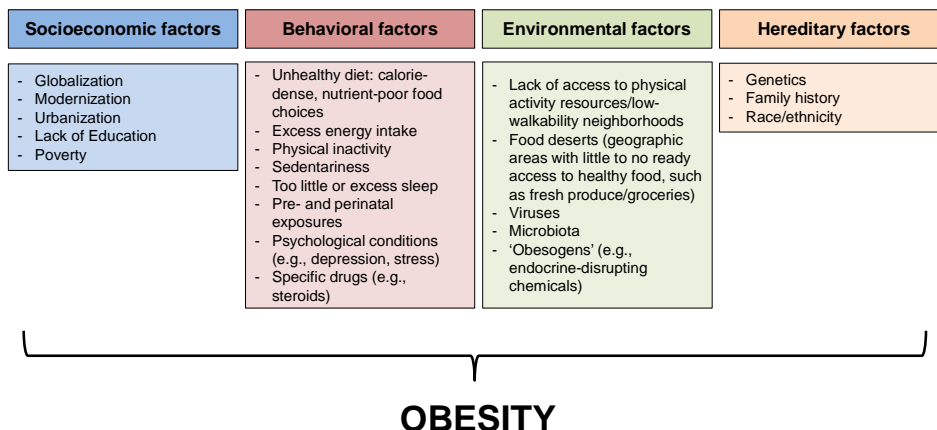 Socioeconomic factors
- Globalization
- Modernization
- Urbanization
- Lack of Education
- Poverty
Behavioral factors
- Unhealthy diet: calorie-
dense, nutrient-poor food
choices
- Excess energy intake
- Physical inactivity
- Sedentariness
- Too little or excess sleep
- Pre- and perinatal
exposures
- Psychological conditions
(e.g., depression, stress)
- Specific drugs (e.g.,
steroids)
Environmental factors
- Lack of access to physical
activity resources/low-
walkability neighborhoods
- Food deserts (geographic
areas with little to no ready
access to healthy food, such
as fresh produce/groceries)
- Viruses
- Microbiota
- ‘Obesogens’ (e.g.,
endocrine-disrupting
chemicals)
Hereditary factors
- Genetics
- Family history
- Race/ethnicity
OBESITY